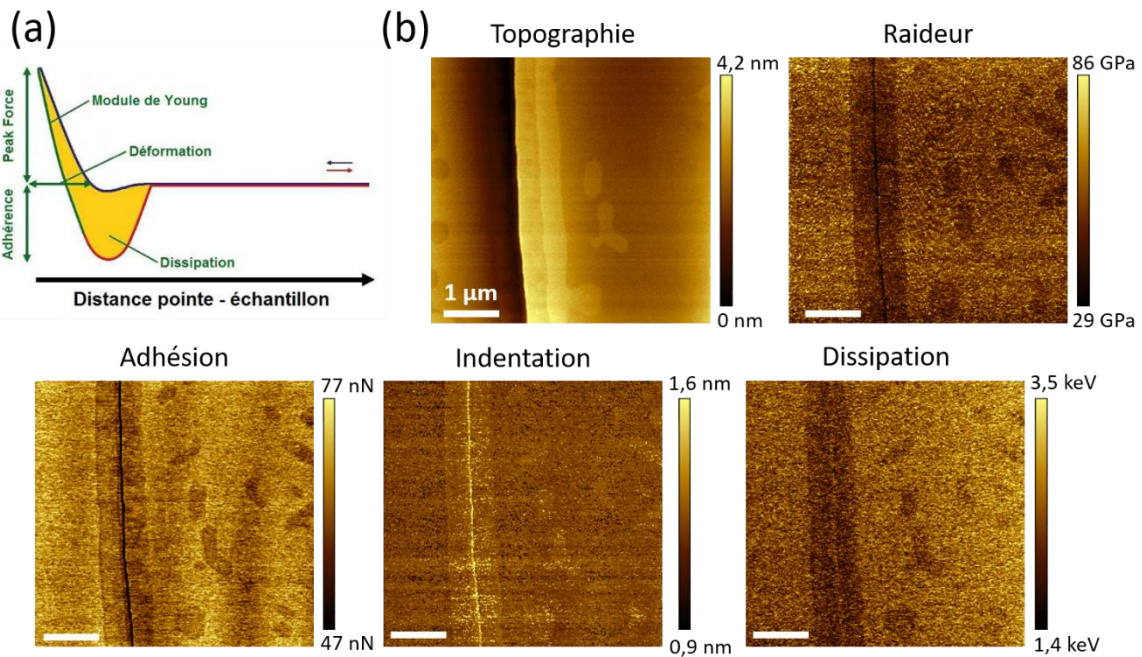 (a)
Peak Force
Module de Young
Déformation
Adhérence
Dissipation
Distance pointe - échantillon
(b)
Topographie
4,2 nm
1 µm
0 nm
Raideur
86 GPa
29 GPa
Adhésion
77 nN
47 nN
Indentation
1,6 nm
0,9 nm
Dissipation
3,5 keV
1,4 keV